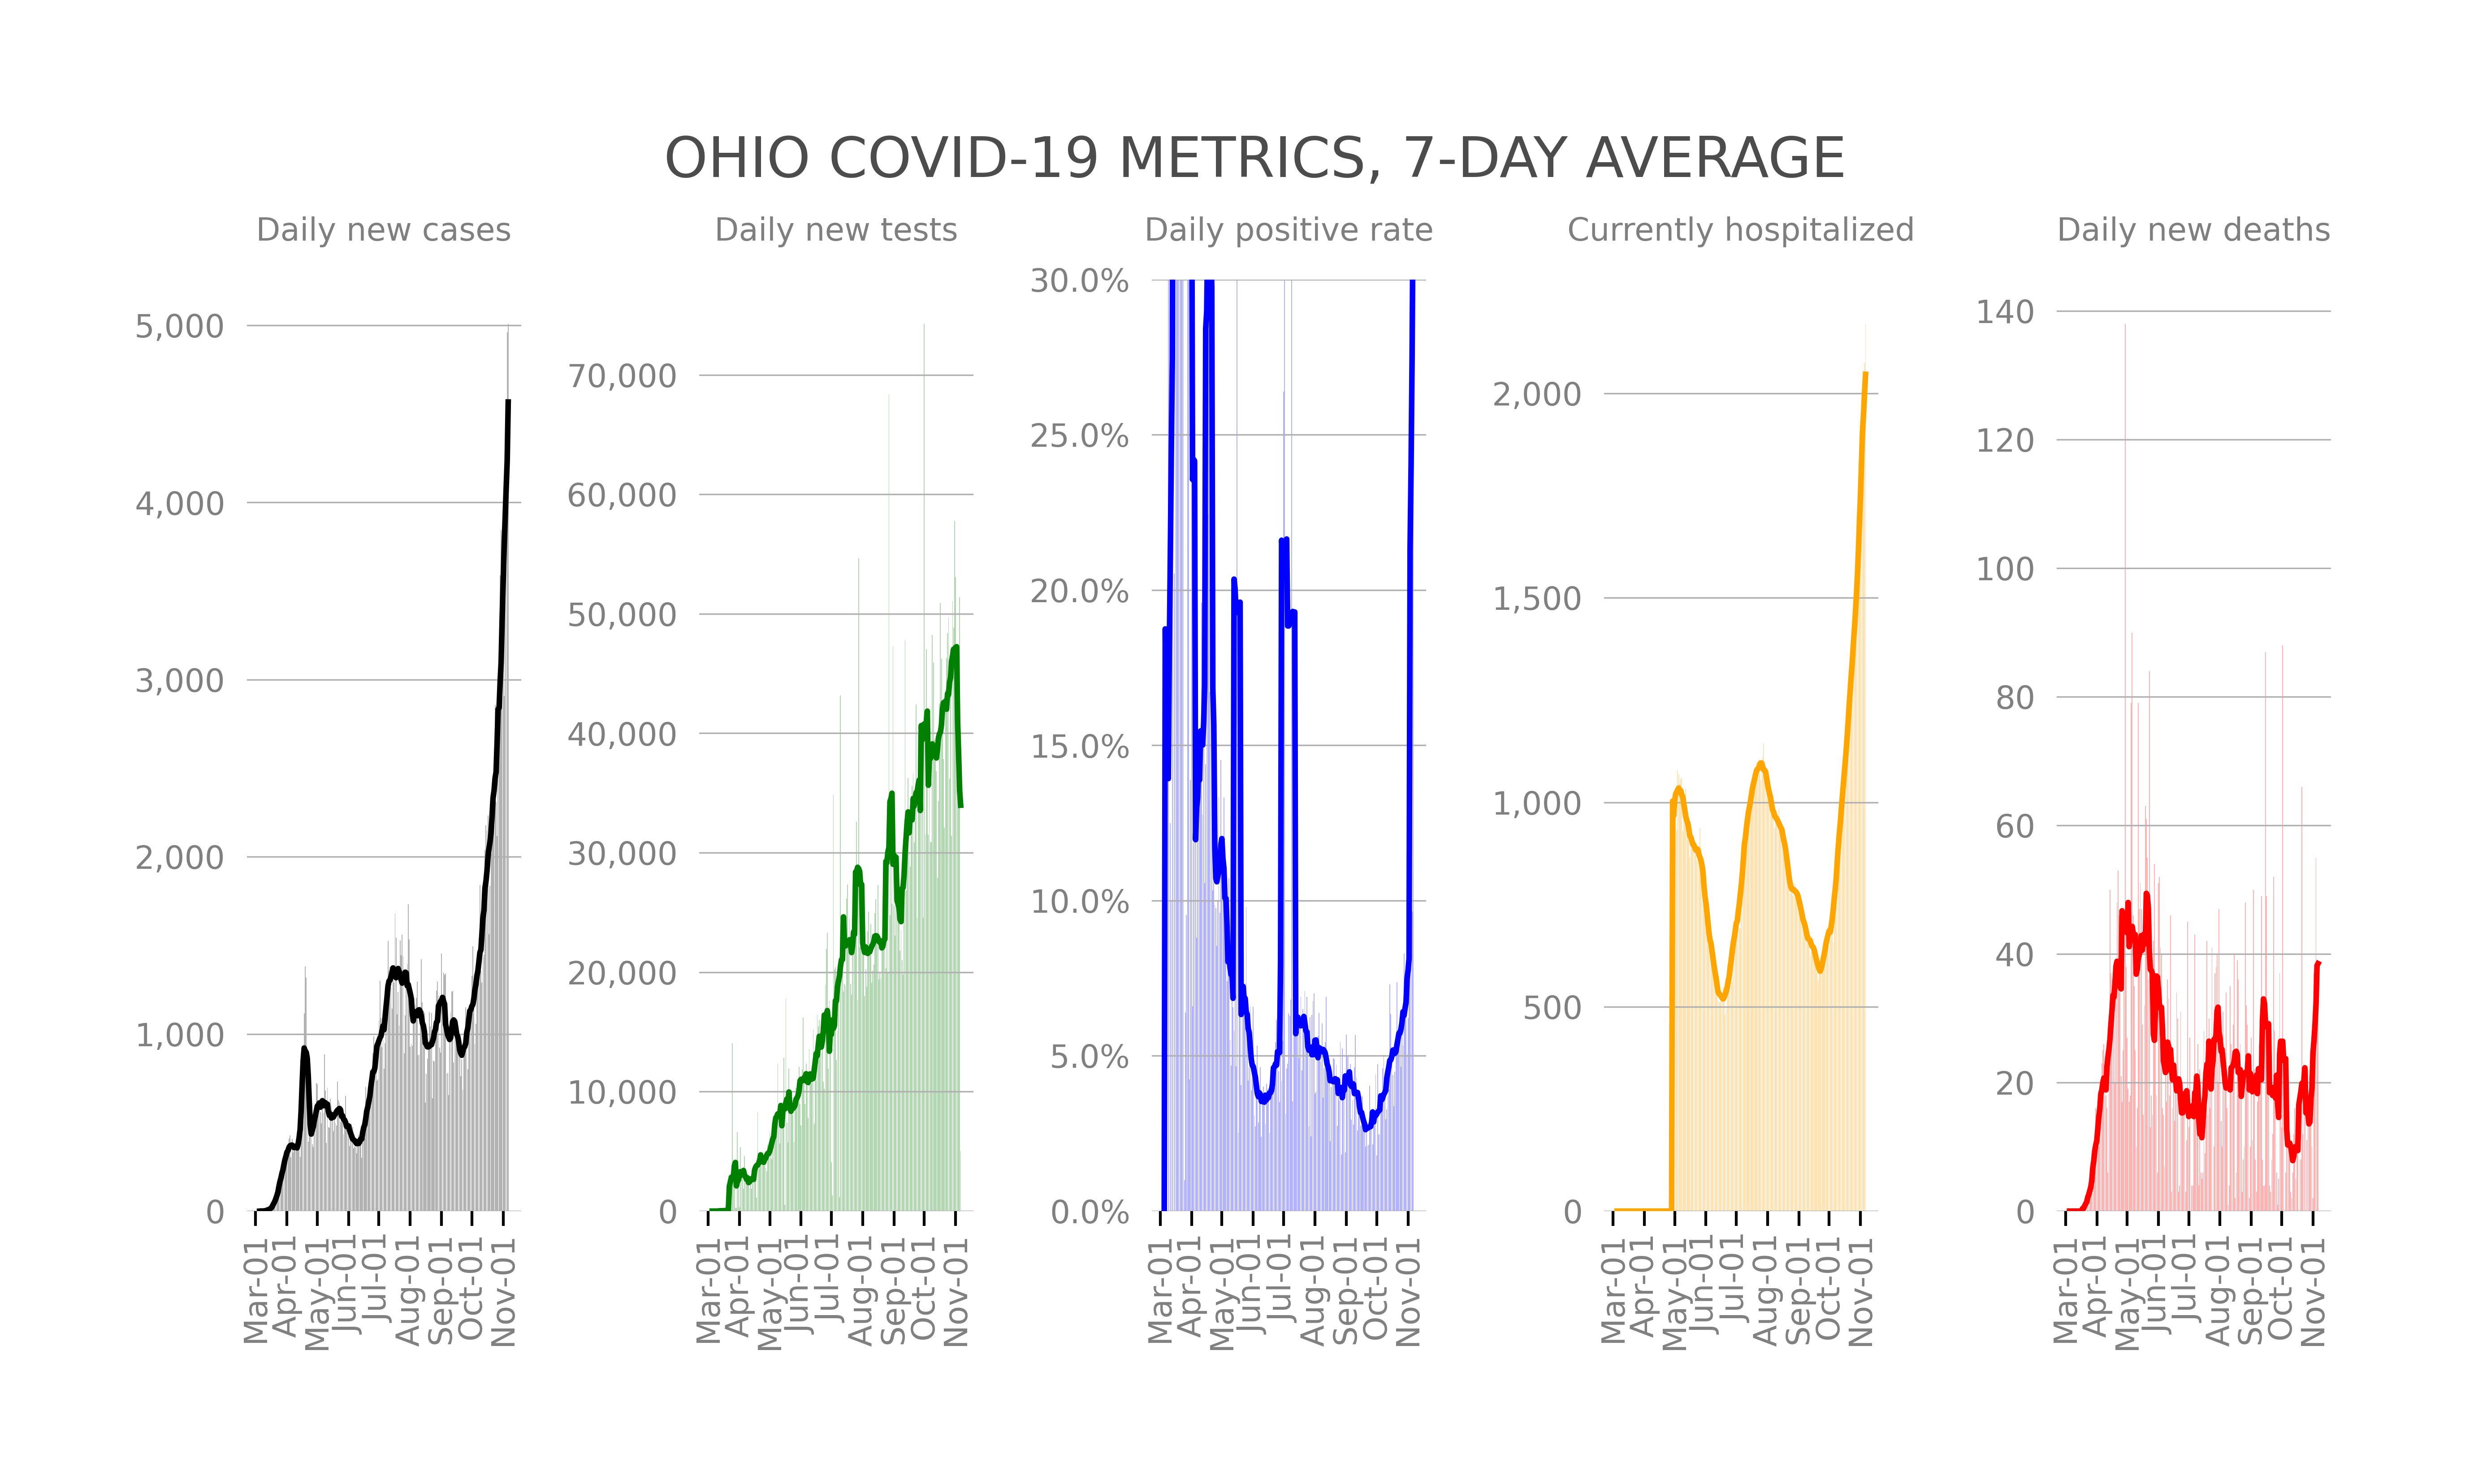 OHIO COVID-19 METRICS, 7-DAY AVERAGE
Daily new cases
5,000
4,000
3,000
2,000
1,000
0
Mar-01
Apr-01
May-01
Jun-01
Jul-01
Aug-01
Sep-01
Oct-01
Nov-01
Daily new tests
70,000
60,000
50,000
40,000
30,000
20,000
10,000
0
Mar-01
Apr-01
May-01
Jun-01
Jul-01
Aug-01
Sep-01
Oct-01
Nov-01
Daily positive rate
30.0%
25.0%
20.0%
15.0%
10.0%
5.0%
0.0%
Mar-01
Apr-01
May-01
Jun-01
Jul-01
Aug-01
Sep-01
Oct-01
Nov-01
Currently hospitalized
2,000
1,500
1,000
500
0
Mar-01
Apr-01
May-01
Jun-01
Jul-01
Aug-01
Sep-01
Oct-01
Nov-01
Daily new deaths
140
120
100
80
60
40
20
0
Mar-01
Apr-01
May-01
Jun-01
Jul-01
Aug-01
Sep-01
Oct-01
Nov-01